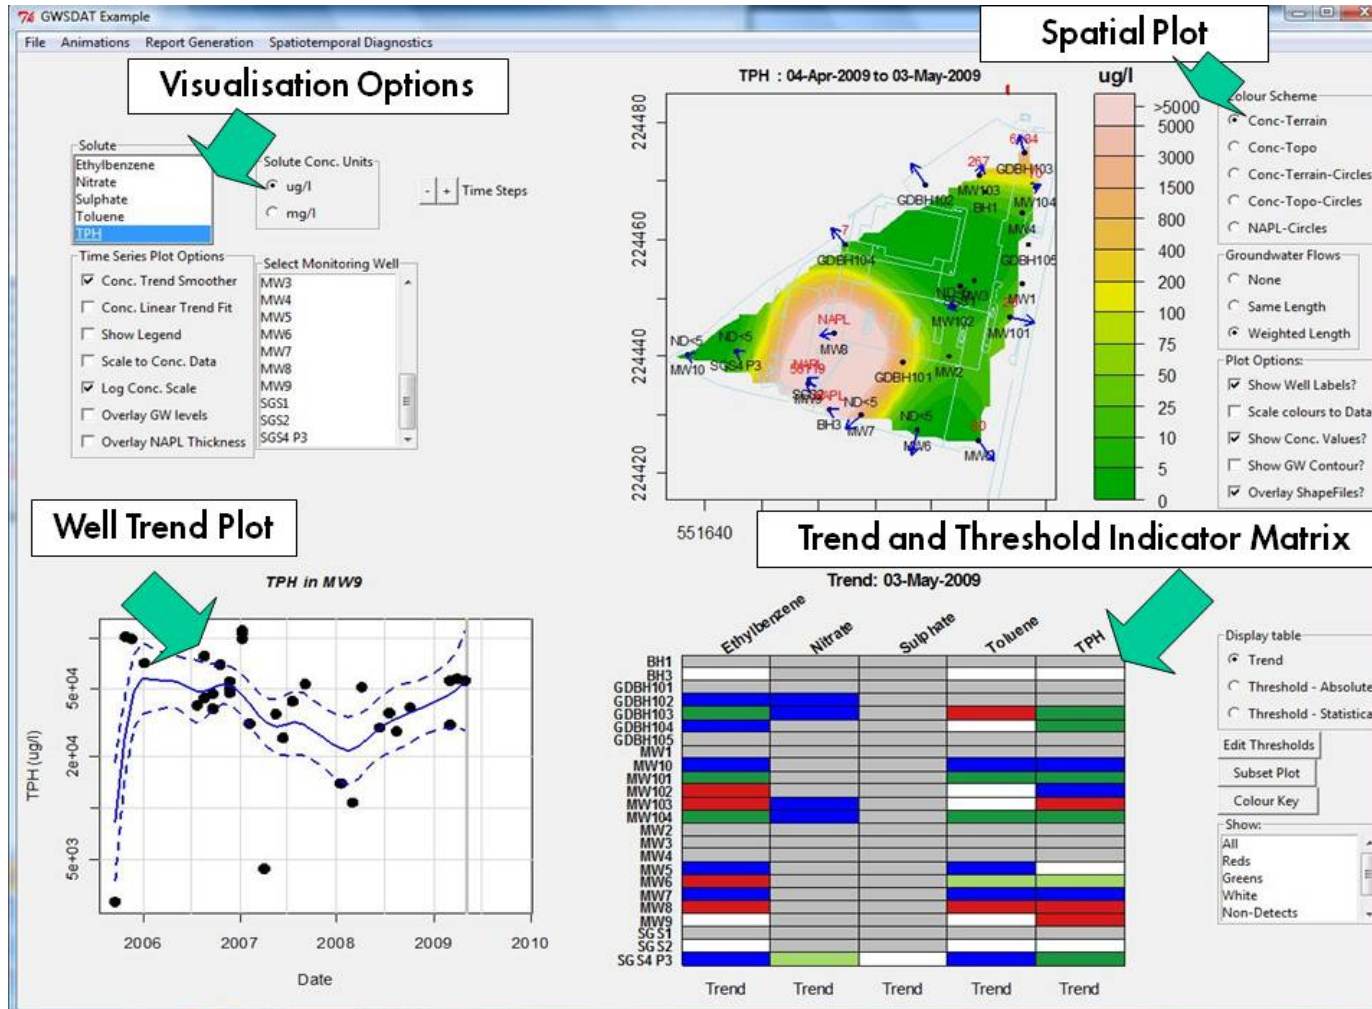 GWSDAT Example
File Animations Report Generation Spatiotemporal Diagnostics
Visualisation Options
Solute
Ethylbenzene
Nitrate
Sulphate
Toluene
TPH
Solute Conc. Units
ug/l
mg/l
- + Time Steps
Time Series Plot Options
Conc. Trend Smoother
Conc. Linear Trend Fit
Show Legend
Scale to Conc. Data
Log Conc. Scale
Overlay GW levels
Overlay NAPL Thickness
Select Monitoring Well
MW3
MW4
MW5
MW6
MW7
MW8
MW9
SGS1
SGS2
SGS4 P3
Spatial Plot
TPH : 04-Apr-2009 to 03-May-2009
ug/l
224480
224460
224440
224420
551640
267
GDBH103
MW103
MW104
GDBH102
BH1
MW4
7
GDBH104
GDBH105
MW3
MW1
MW102
MW101
NAPL
MW8
ND<5
ND<5
MW10
SGS4 P3
GDBH101
MW2
ND<5
ND<5
BH3
MW7
MW6
>5000
5000
3000
1500
800
400
200
100
75
50
25
10
5
0
Colour Scheme
Conc-Terrain
Conc-Topo
Conc-Terrain-Circles
Conc-Topo-Circles
NAPL-Circles
Groundwater Flows
None
Same Length
Weighted Length
Plot Options:
Show Well Labels?
Scale colours to Data
Show Conc. Values?
Show GW Contour?
Overlay ShapeFiles?
Well Trend Plot
TPH in MW9
TPH (ug/l)
5e+04
2e+04
5e+03
2006 2007 2008 2009 2010
Date
Trend and Threshold Indicator Matrix
Trend: 03-May-2009
Ethylbenzene Nitrate Sulphate Toluene TPH
BH1
BH3
GDBH101
GDBH102
GDBH103
GDBH104
GDBH105
MW1
MW10
MW101
MW102
MW103
MW104
MW2
MW3
MW4
MW5
MW6
MW7
MW8
MW9
SGS1
SGS2
SGS4 P3
Trend Trend Trend Trend Trend
Display table
Trend
Threshold - Absolute
Threshold - Statistica
Edit Thresholds
Subset Plot
Colour Key
Show:
All
Reds
Greens
White
Non-Detects